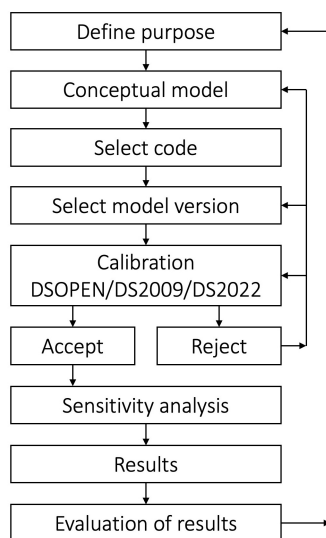 Define purpose
Conceptual model
Select code
Select model version
Calibration
DSOPEN/DS2009/DS2022
Accept
Reject
Sensitivity analysis
Results
Evaluation of results